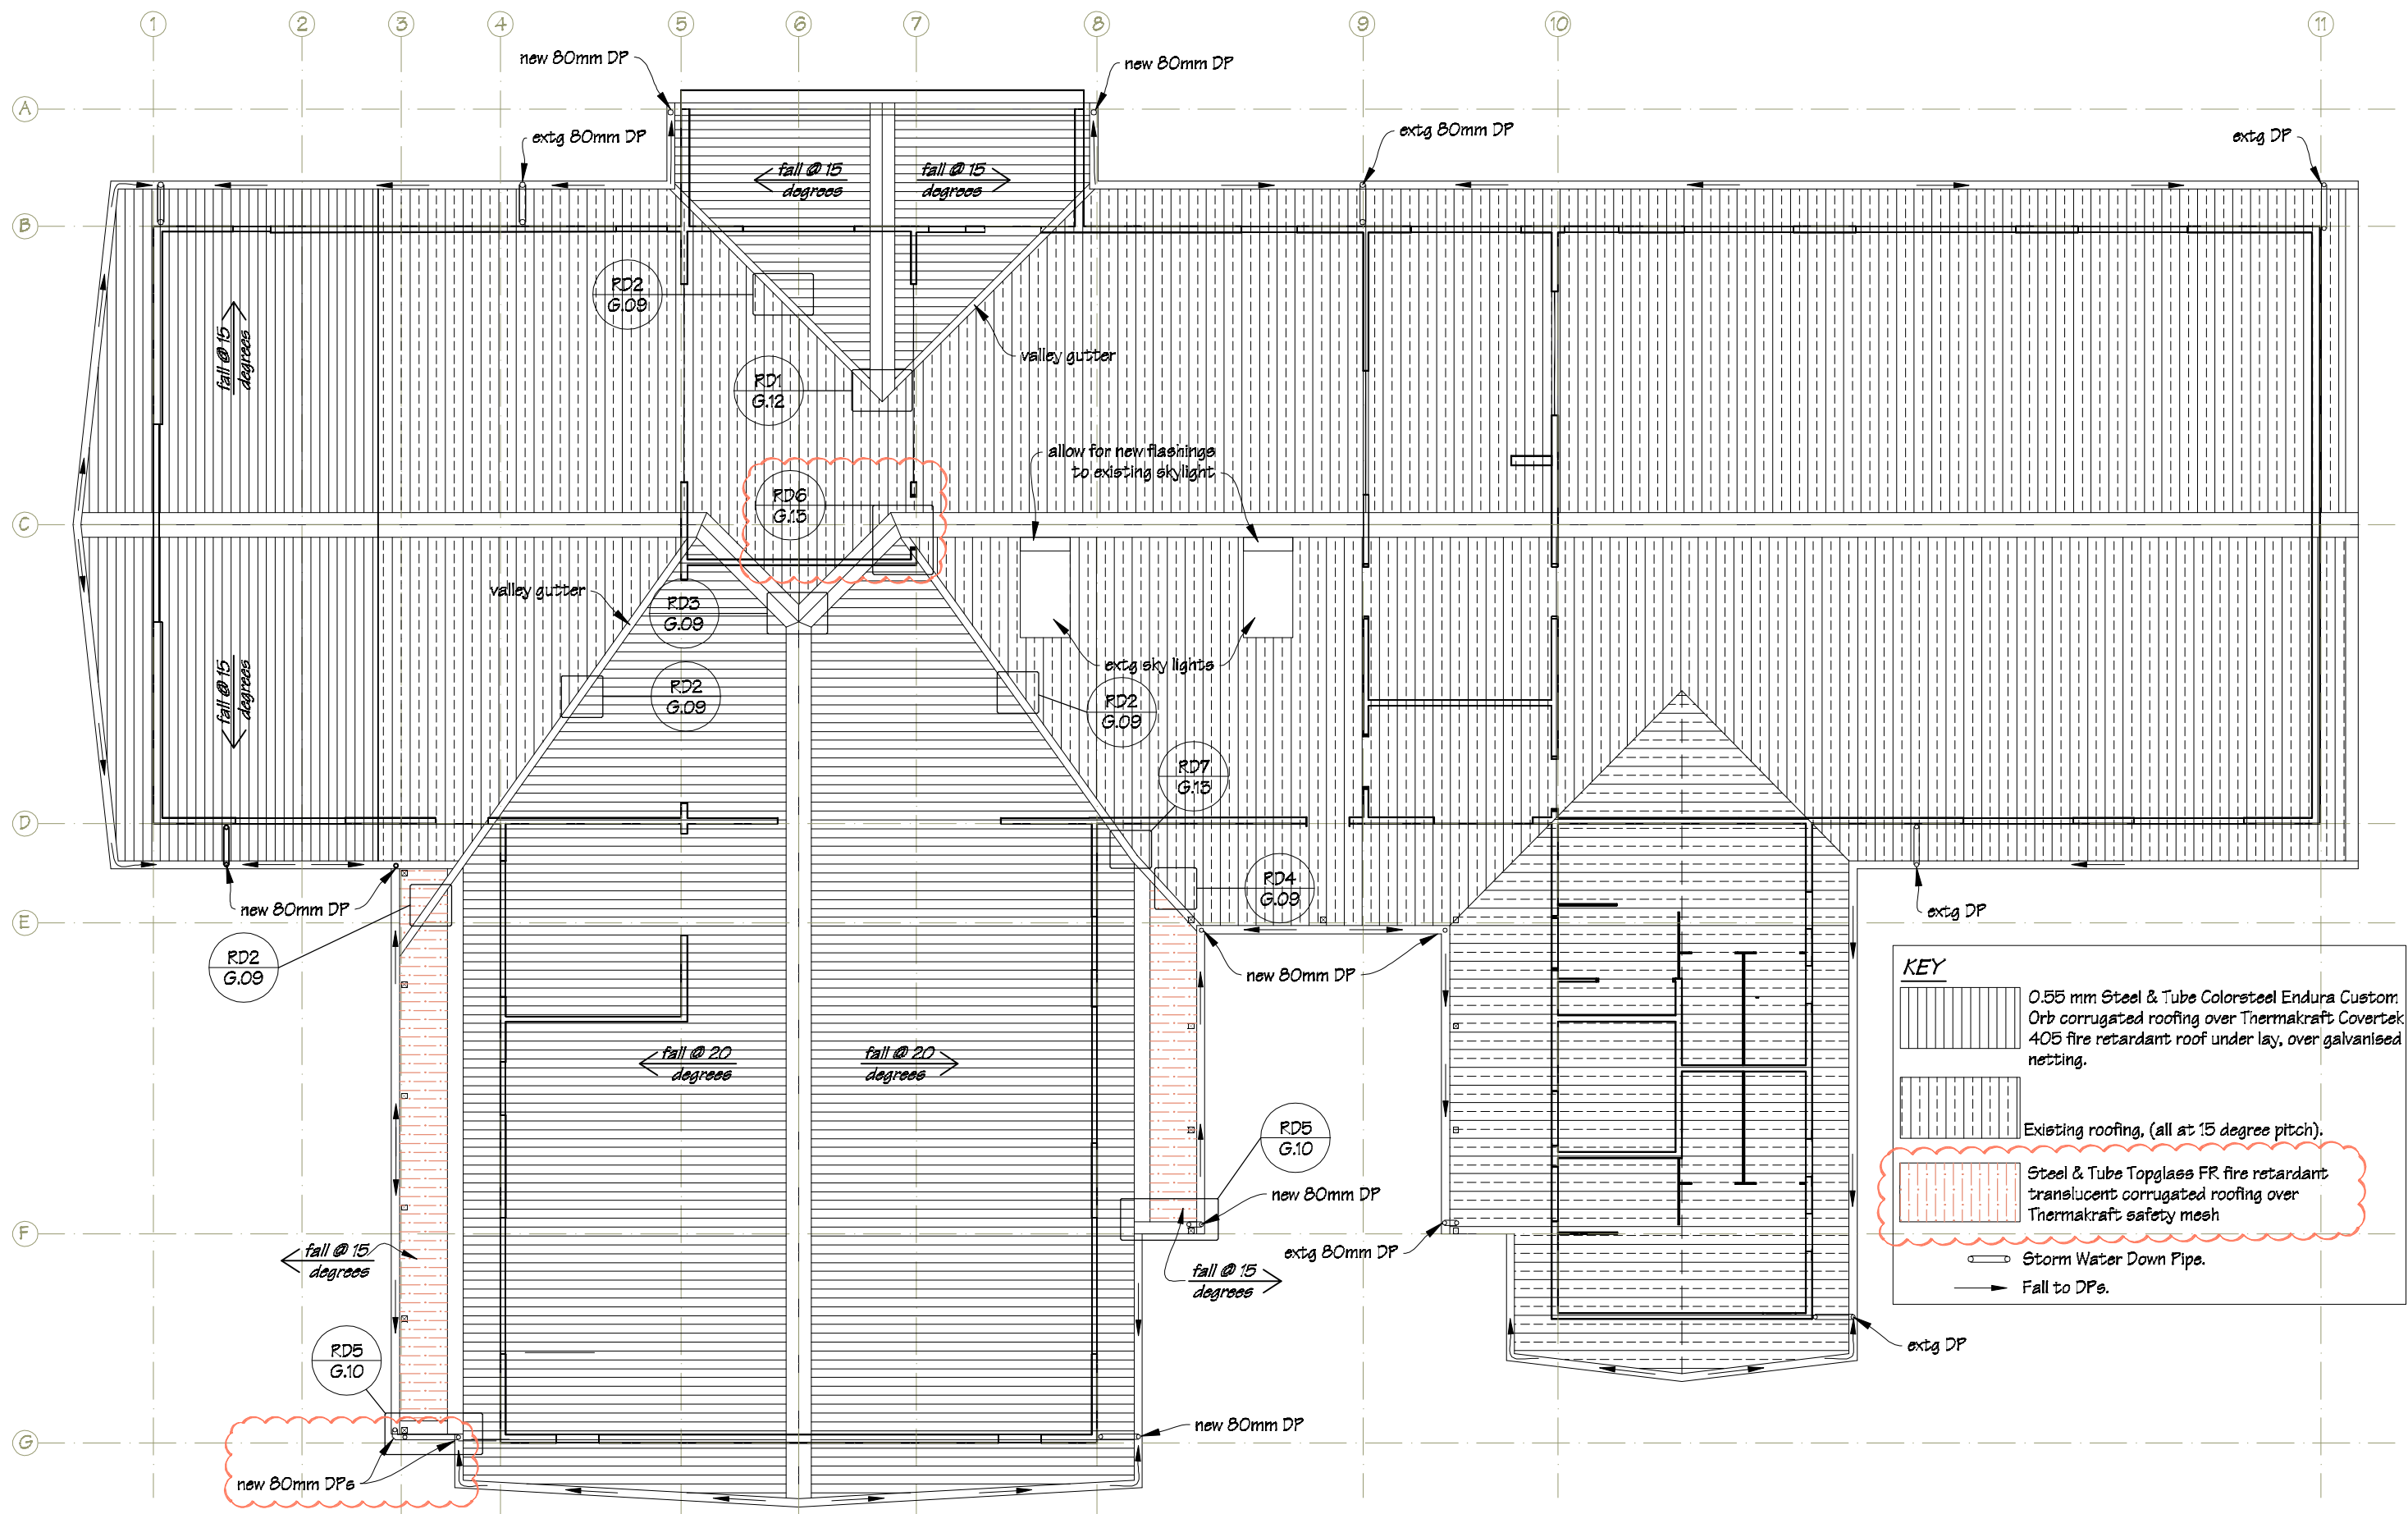 1 2 3 4 5 6 7 8 9 10 11
new 80mm DP
new 80mm DP
A
extg 80mm DP
extg 80mm DP
extg DP
fall @ 15
degrees
fall @ 15
degrees
B
RD2
G.09
fall @ 15
degrees
valley gutter
RD1
G.12
allow for new flashings
to existing skylight
RD6
G.13
C
valley gutter
RD3
G.09
extg sky lights
fall @ 15
degrees
RD2
G.09
RD2
G.09
RD7
G.13
D
RD4
G.09
new 80mm DP
extg DP
E
RD2
G.09
new 80mm DP
KEY
0.55 mm Steel & Tube Colorsteel Endura Custom
Orb corrugated roofing over Thermakraft Covertek
405 fire retardant roof under lay, over galvanised
netting.
fall @ 20
degrees
fall @ 20
degrees
Existing roofing, (all at 15 degree pitch).
RD5
G.10
Steel & Tube Topglass FR fire retardant
translucent corrugated roofing over
Thermakraft safety mesh
new 80mm DP
F
extg 80mm DP
fall @ 15
degrees
Storm Water Down Pipe.
fall @ 15
degrees
Fall to DPs.
RD5
G.10
extg DP
new 80mm DP
G
new 80mm DPs